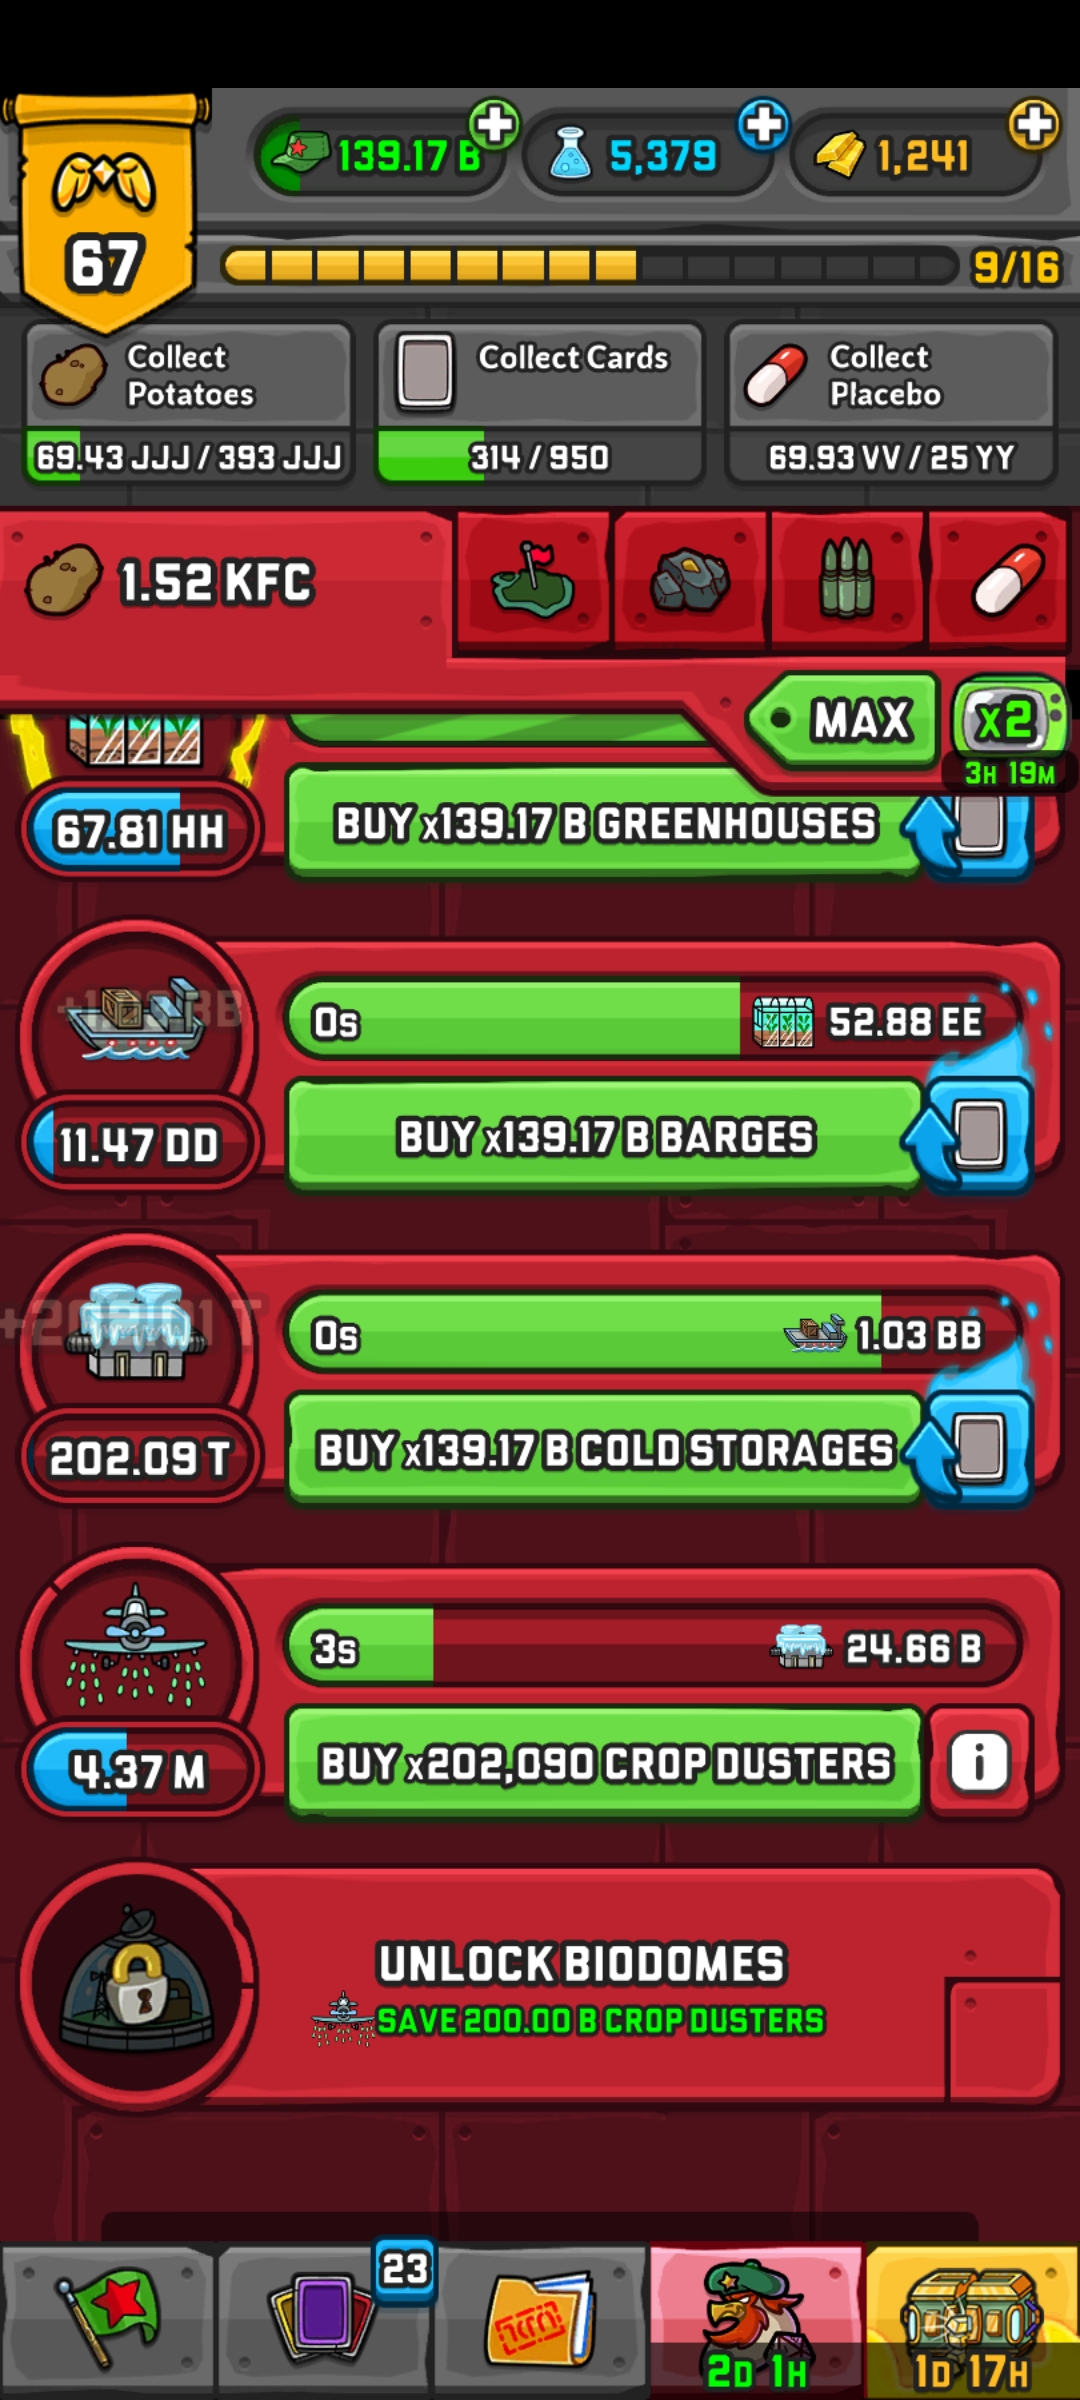 139.17 B
5,379
1,241
67
9/16
Collect
Potatoes
69.43 JJJ / 393 JJJ
Collect Cards
314 / 950
Collect
Placebo
69.93 VV / 25 YY
1.52 KFC
MAX
x2
3H 19M
67.81 HH
BUY x139.17 B GREENHOUSES
0s
52.88 EE
11.47 DD
BUY x139.17 B BARGES
0s
1.03 BB
202.09 T
BUY x139.17 B COLD STORAGES
3s
24.66 B
4.37 M
BUY x202,090 CROP DUSTERS
i
UNLOCK BIODOMES
SAVE 200.00 B CROP DUSTERS
23
2D 1H
1D 17H